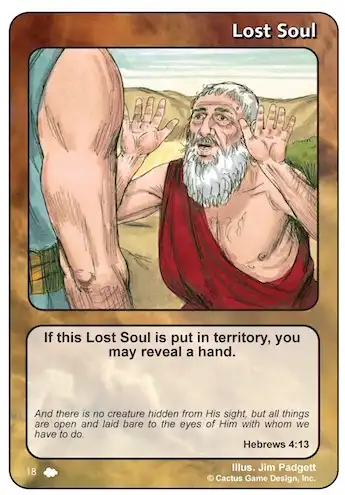 Lost Soul
If this Lost Soul is put in territory, you
may reveal a hand.
And there is no creature hidden from His sight, but all things
are open and laid bare to the eyes of Him with whom we
have to do.
Hebrews 4:13
18
Illus. Jim Padgett
© Cactus Game Design, Inc.